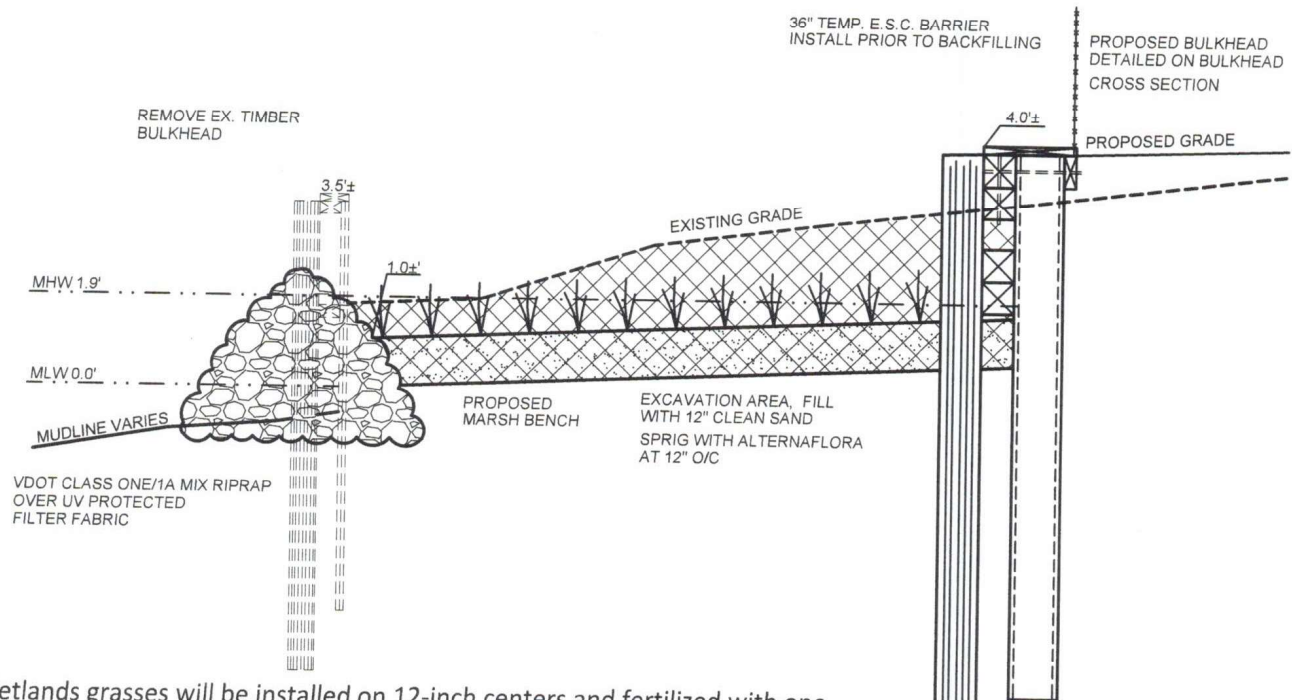 36" TEMP. E.S.C. BARRIER
INSTALL PRIOR TO BACKFILLING
PROPOSED BULKHEAD
DETAILED ON BULKHEAD
CROSS SECTION
REMOVE EX. TIMBER
BULKHEAD
4.0'±
PROPOSED GRADE
3.5'±
EXISTING GRADE
MHW 1.9'
1.0±'
MLW 0.0'
PROPOSED
MARSH BENCH
EXCAVATION AREA, FILL
WITH 12" CLEAN SAND
SPRIG WITH ALTERNAFLORA
AT 12" O/C
MUDLINE VARIES
VDOT CLASS ONE/1A MIX RIPRAP
OVER UV PROTECTED
FILTER FABRIC
etlands grasses will be installed on 12-inch centers and fertilized with